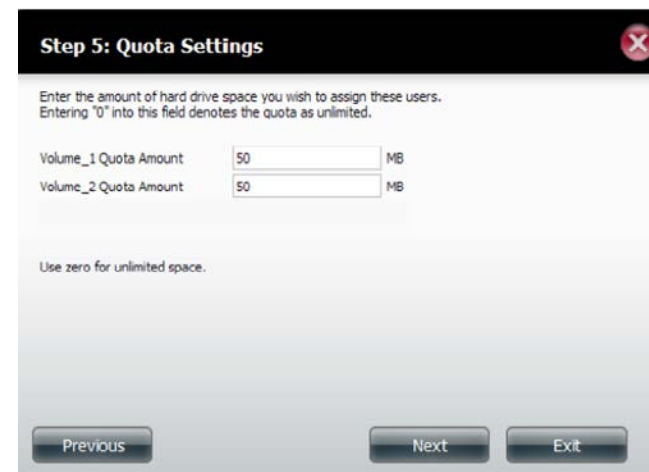 Step 5: Quota Settings
Enter the amount of hard drive space you wish to assign these users.
Entering "0" into this field denotes the quota as unlimited.
Volume_1 Quota Amount 50 MB
Volume_2 Quota Amount 50 MB
Use zero for unlimited space.
Previous Next Exit